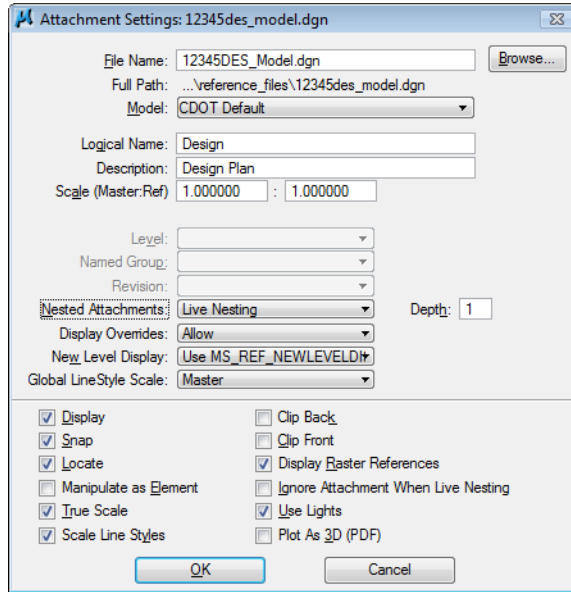 Attachment Settings: 12345des_model.dgn
File Name: 12345DES_Model.dgn Browse...
Full Path: ...\reference_files\12345des_model.dgn
Model: CDOT Default
Logical Name: Design
Description: Design Plan
Scale (Master:Ref) 1.000000 : 1.000000
Level:
Named Group:
Revision:
Nested Attachments: Live Nesting Depth: 1
Display Overrides: Allow
New Level Display: Use MS_REF_NEWLEVELDI
Global LineStyle Scale: Master
Display Clip Back
Snap Clip Front
Locate Display Raster References
Manipulate as Element Ignore Attachment When Live Nesting
True Scale Use Lights
Scale Line Styles Plot As 3D (PDF)
OK Cancel